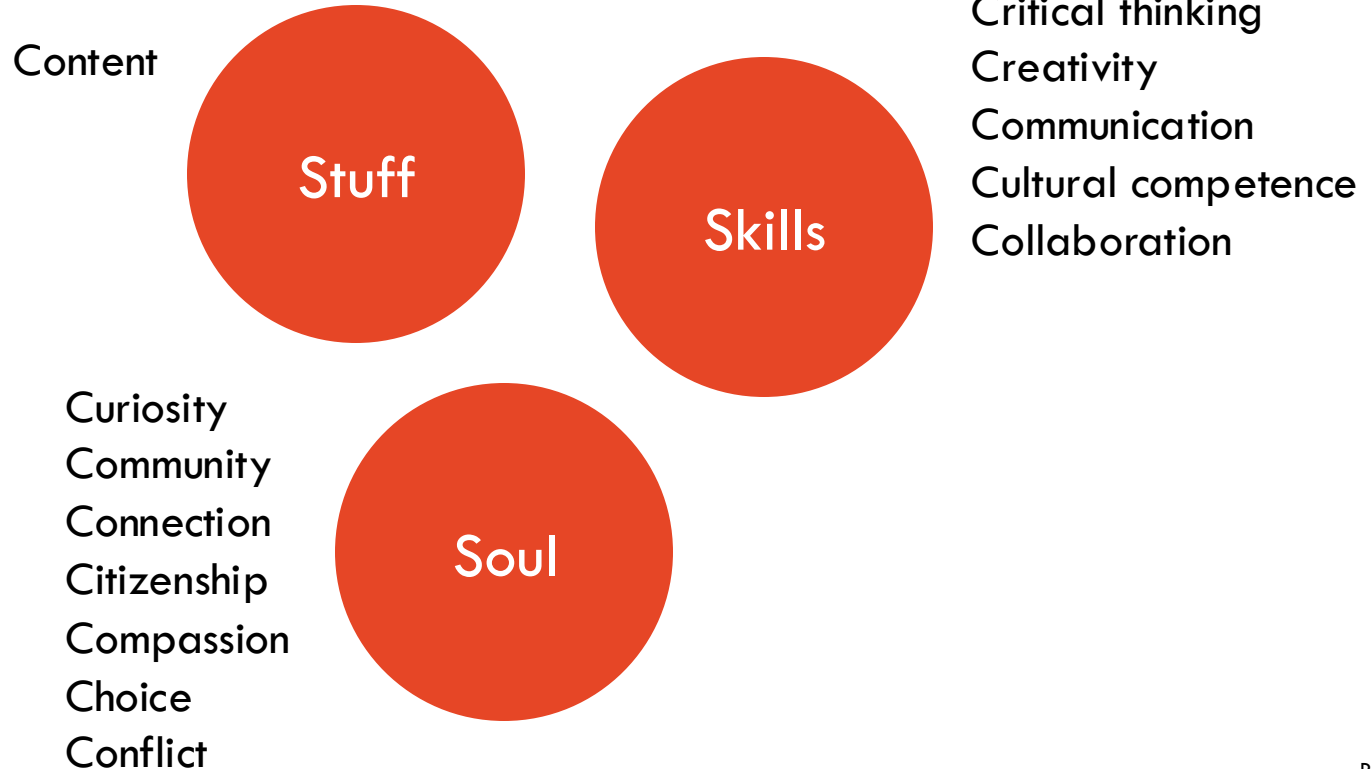 Content
Stuff
Critical thinking
Creativity
Communication
Cultural competence
Collaboration
Skills
Curiosity
Community
Connection
Citizenship
Compassion
Choice
Conflict
Soul